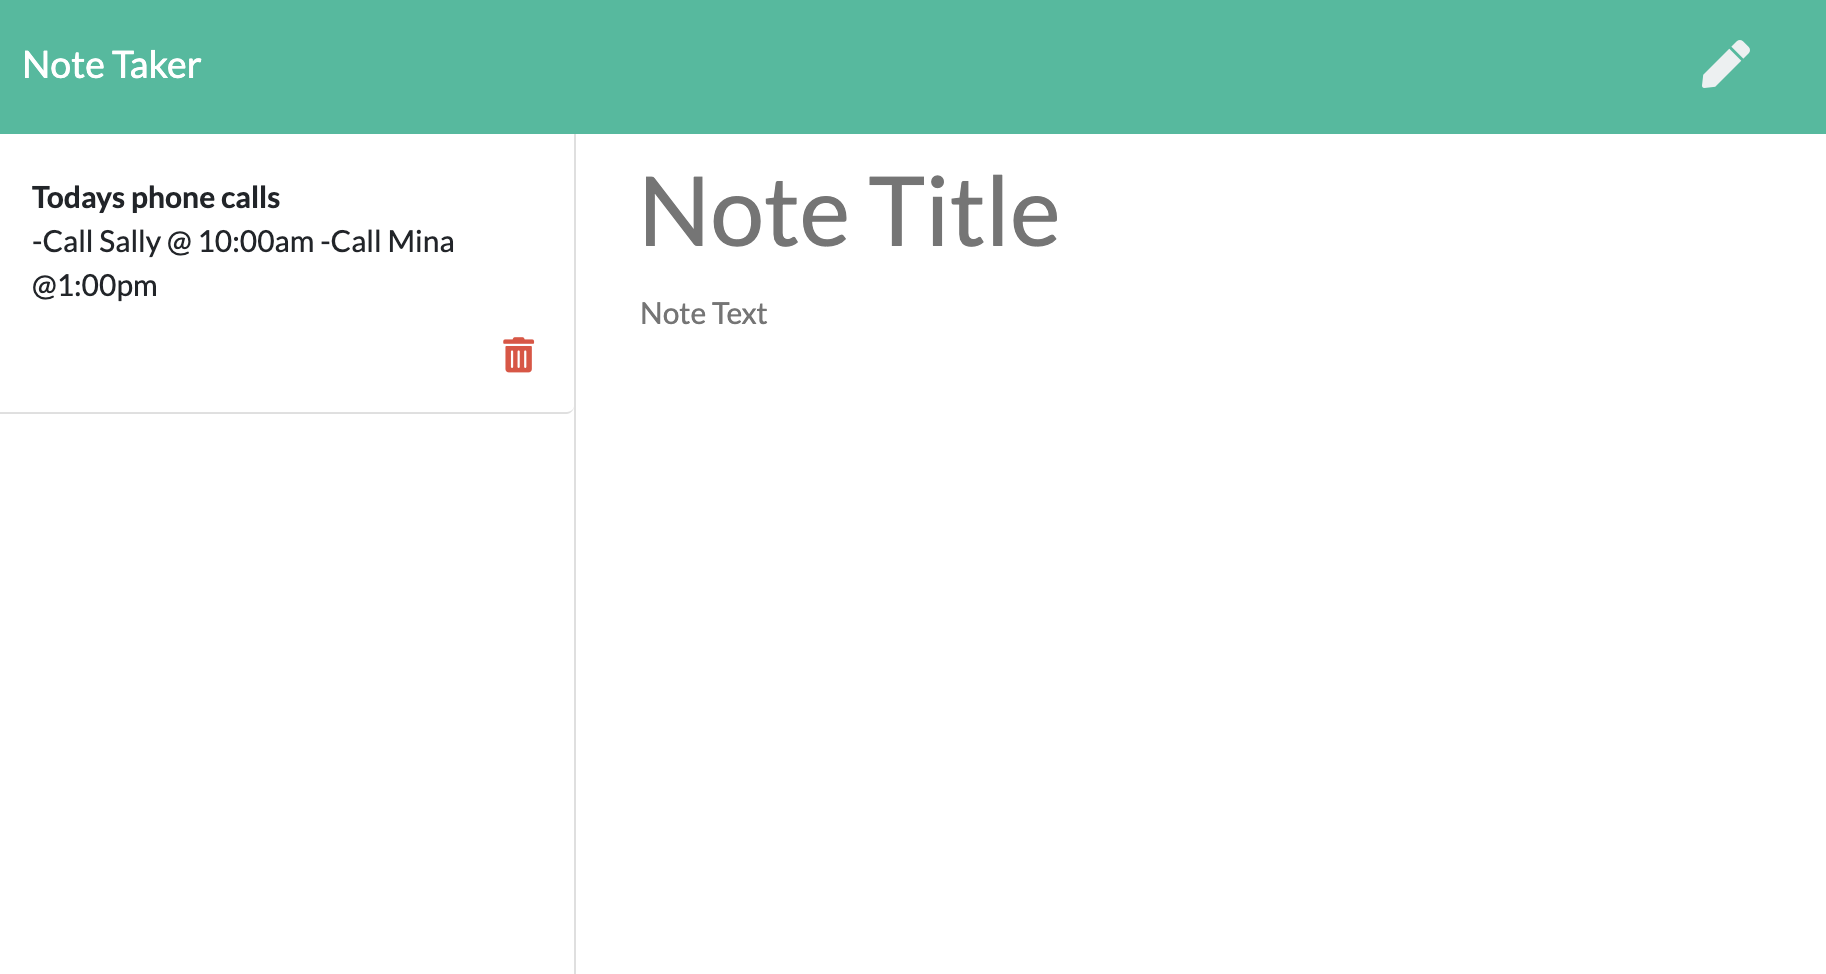 Note Taker
Todays phone calls
-Call Sally @ 10:00am -Call Mina
@1:00pm
Note Title
Note Text